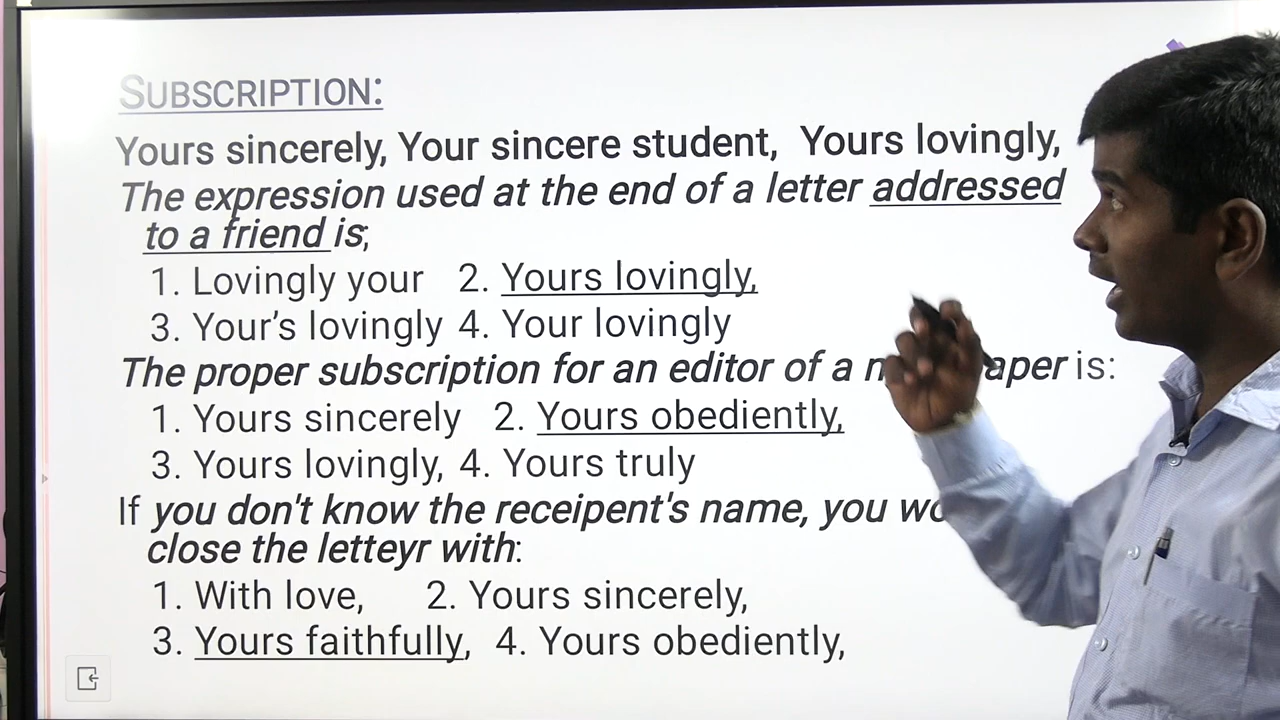 SUBSCRIPTION:
Yours sincerely, Your sincere student, Yours lovingly,
The expression used at the end of a letter addressed
to a friend is;
1. Lovingly your 2. Yours lovingly,
3. Your's lovingly 4. Your lovingly
The proper subscription for an editor of a is:
1. Yours sincerely 2. Yours obediently,
3. Yours lovingly, 4. Yours truly
If you don't know the receipent's name, you
close the letteyr with:
1. With love, 2. Yours sincerely,
3. Yours faithfully, 4. Yours obediently,